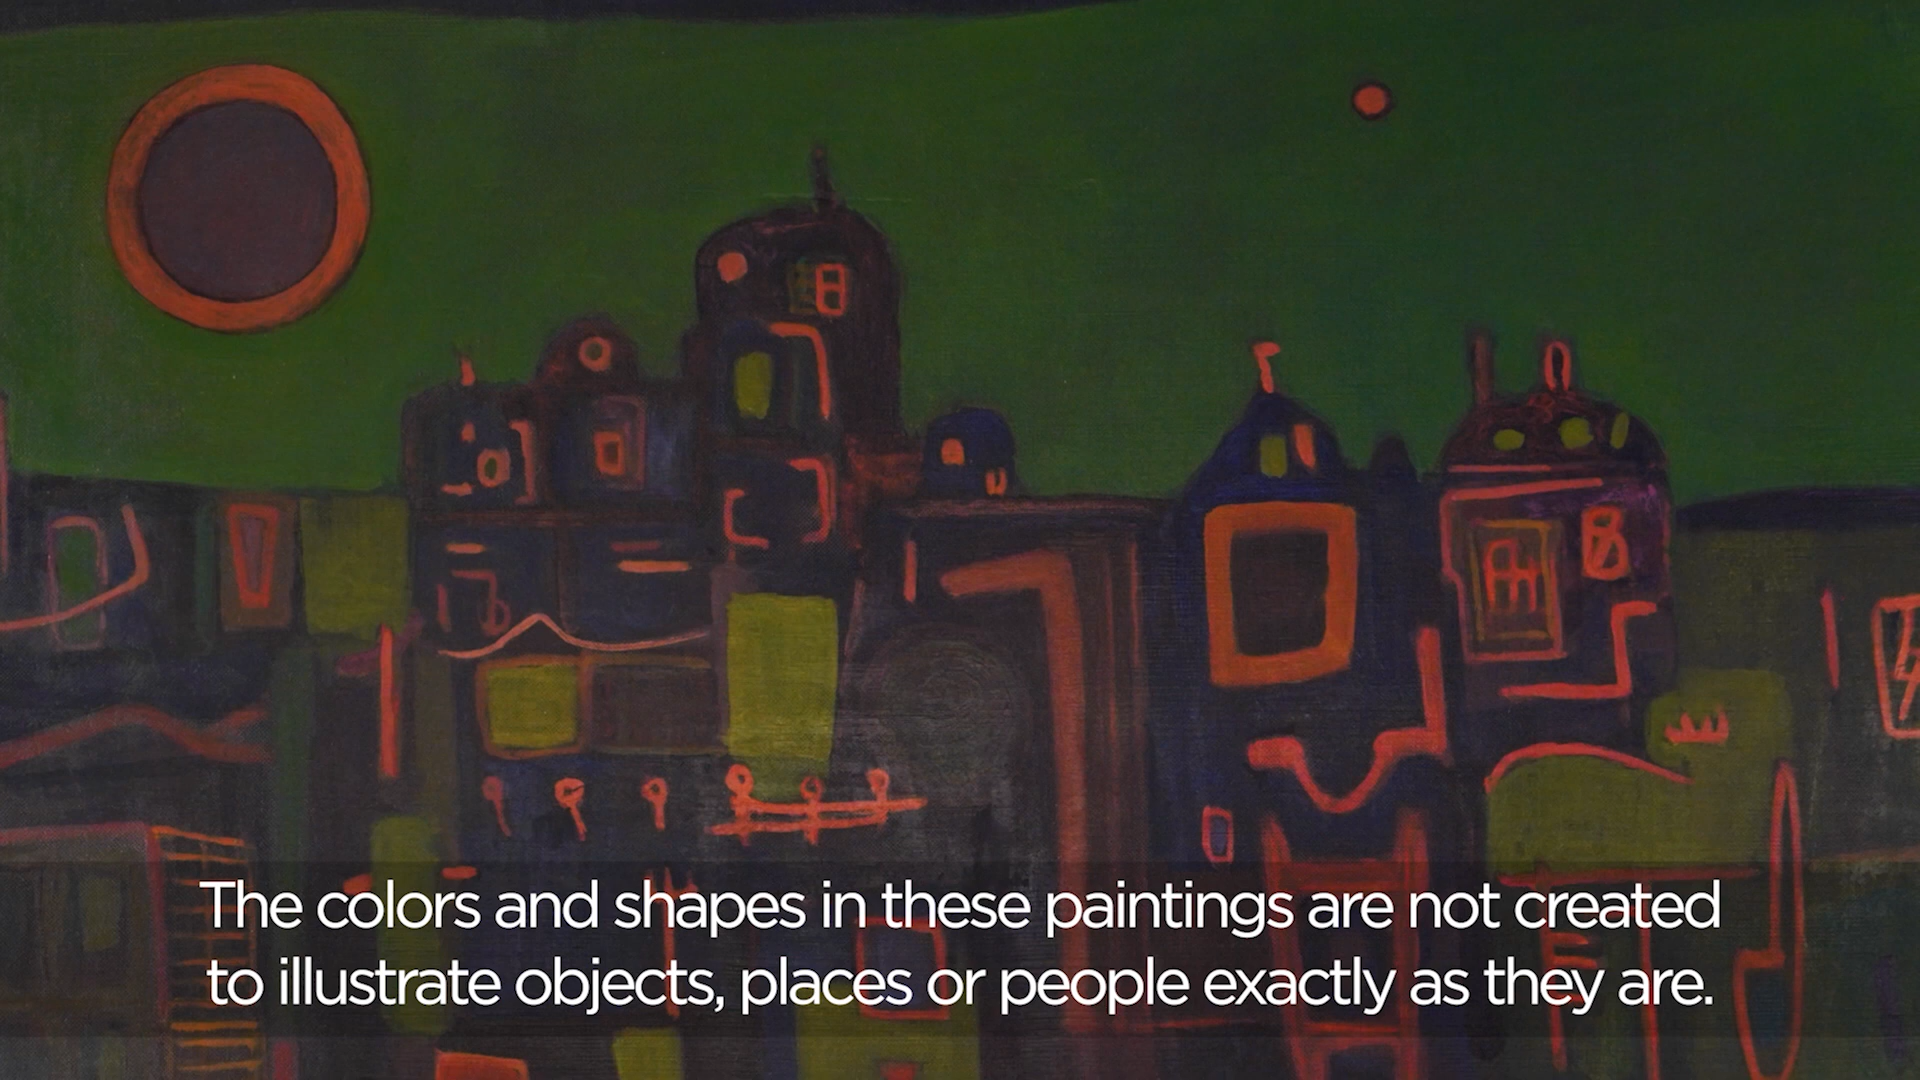 The colors and shapes in these paintings are not created
to illustrate objects, places or people exactly as they are.